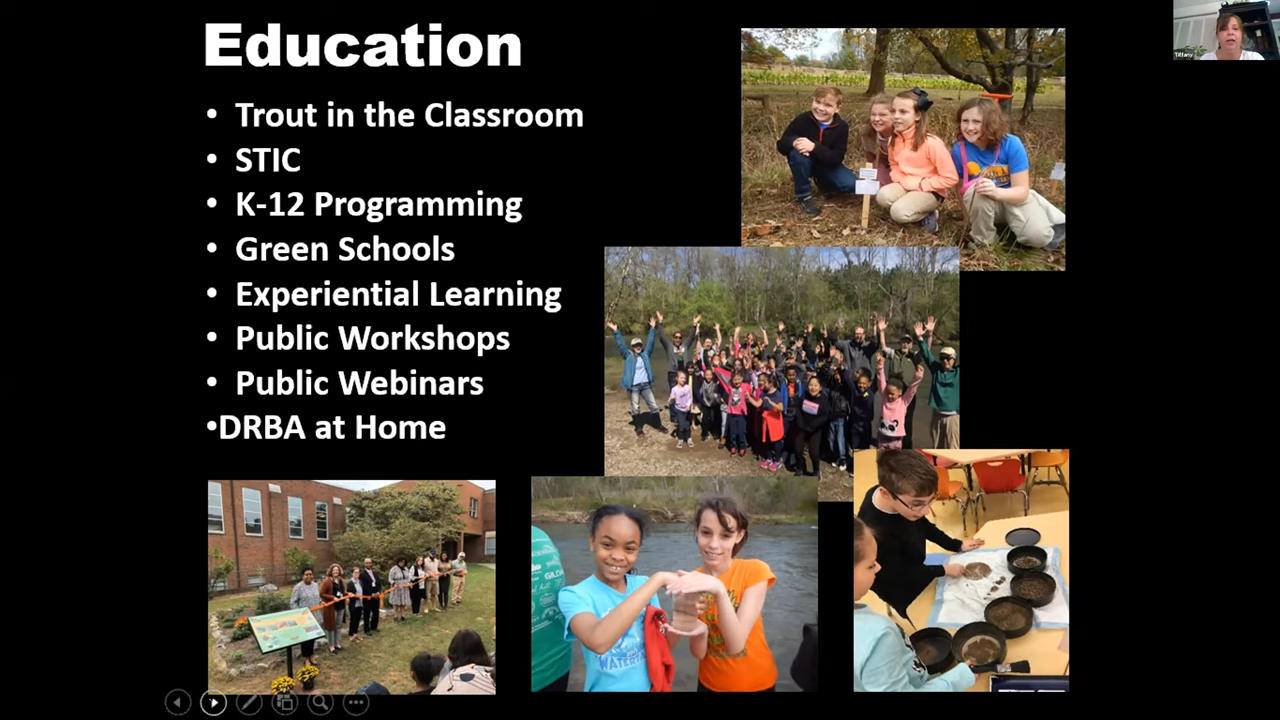 Education
• Trout in the Classroom
• STIC
• K-12 Programming
• Green Schools
• Experiential Learning
• Public Workshops
• Public Webinars
•DRBA at Home
Tiffany